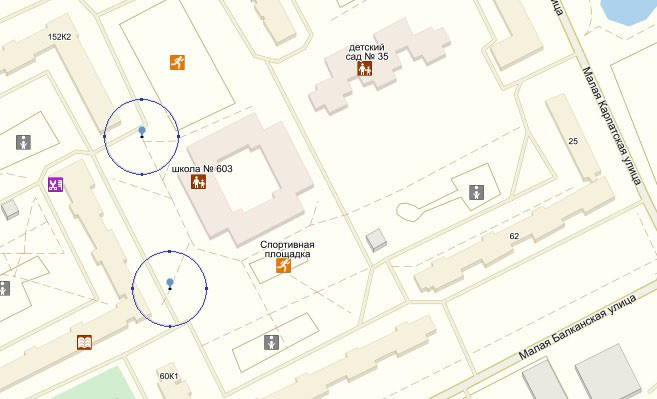 152К2
детский
сад № 35
Малая Карпатская улица
25
школа № 603
62
Спортивная
площадка
Малая Балканская улица
60К1